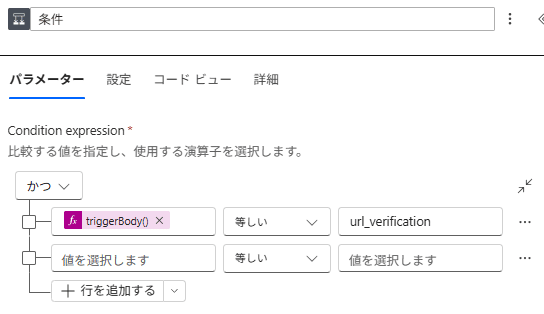 条件
パラメーター 設定 コード ビュー 詳細
Condition expression *
比較する値を指定し、使用する演算子を選択します。
かつ
fx triggerBody() × 等しい url_verification ...
値を選択します 等しい 値を選択します ...
+ 行を追加する